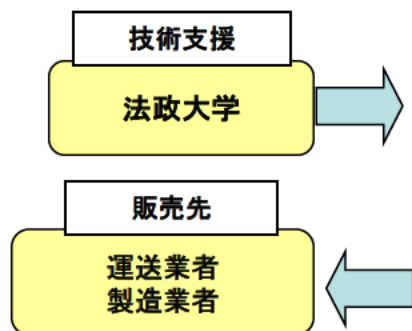 技術支援
法政大学
販売先
運送業者
製造業者